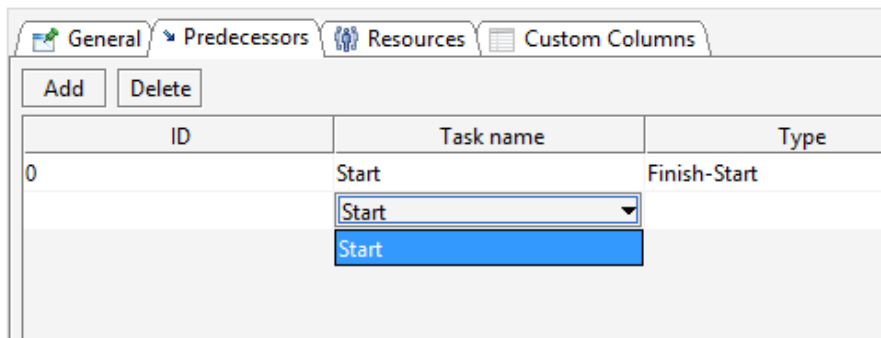 General Predecessors Resources Custom Columns
Add Delete
ID Task name Type
0 Start Finish-Start
Start
Start